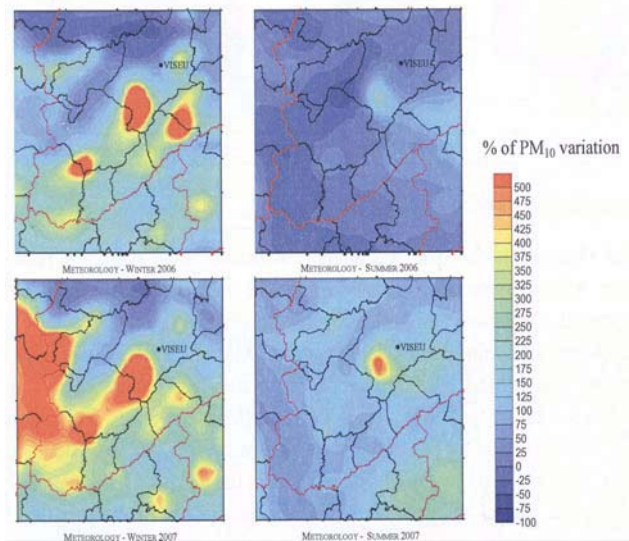 VISEU
VISEU
% of PM10 variation
METEOROLOGY - WINTER 2006
METEOROLOGY - SUMMER 2006
500
475
450
425
400
375
350
325
300
275
250
225
200
175
150
125
100
75
50
25
0
-25
-50
-75
-100
VISEU
VISEU
METEOROLOGY - WINTER 2007
METEOROLOGY - SUMMER 2007